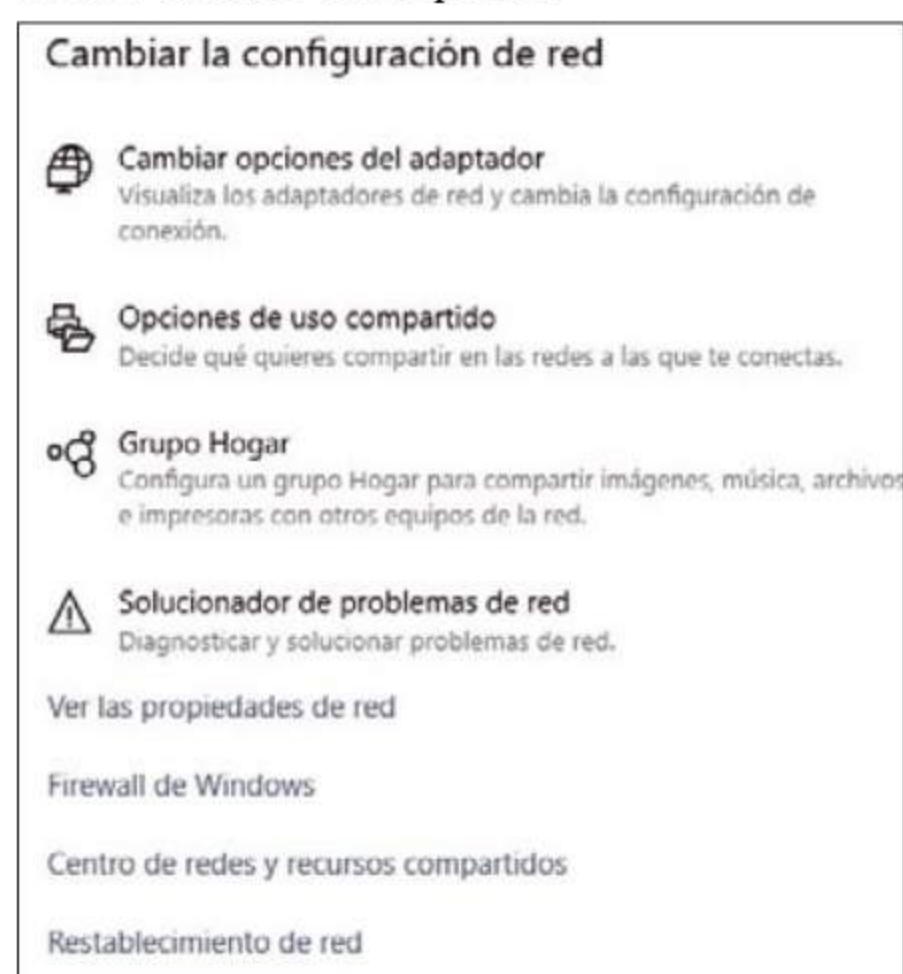 Cambiar la configuración de red
Cambiar opciones del adaptador
Visualiza los adaptadores de red y cambia la configuración de
conexión.
Opciones de uso compartido
Decide qué quieres compartir en las redes a las que te conectas.
Grupo Hogar
Configura un grupo Hogar para compartir imágenes, música, archivos
e impresoras con otros equipos de la red.
Solucionador de problemas de red
Diagnosticar y solucionar problemas de red.
Ver las propiedades de red
Firewall de Windows
Centro de redes y recursos compartidos
Restablecimiento de red